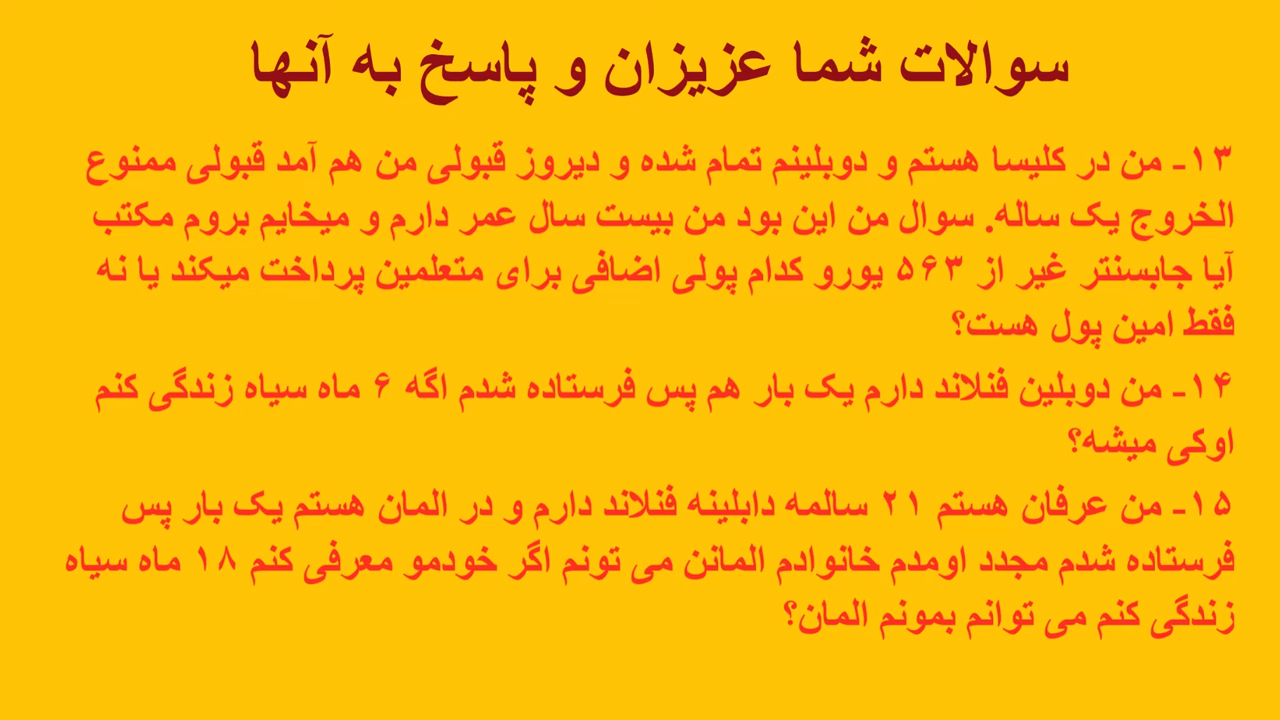 سوالات شما عزیزان و پاسخ به آنها
۱۳- من در کلیسا هستم و دوبلینم تمام شده و دیروز قبولی من هم آمد قبولی ممنوع
الخروج یک ساله. سوال من این بود من بیست سال عمر دارم و میخایم بروم مکتب
آیا جابسنتر غیر از ۵۶۳ یورو کدام پولی اضافی برای متعلمین پرداخت میکند یا نه
فقط امین پول هست؟
۱۴- من دوبلین فنلاند دارم یک بار هم پس فرستاده شدم اگه ۶ ماه سیاه زندگی کنم
اوکی میشه؟
۱۵- من عرفان هستم ۲۱ سالمه دابلینه فنلاند دارم و در المان هستم یک بار پس
فرستاده شدم مجدد اومدم خانوادم المانن می تونم اگر خودمو معرفی کنم ۱۸ ماه سیاه
زندگی کنم می توانم بمونم المان؟